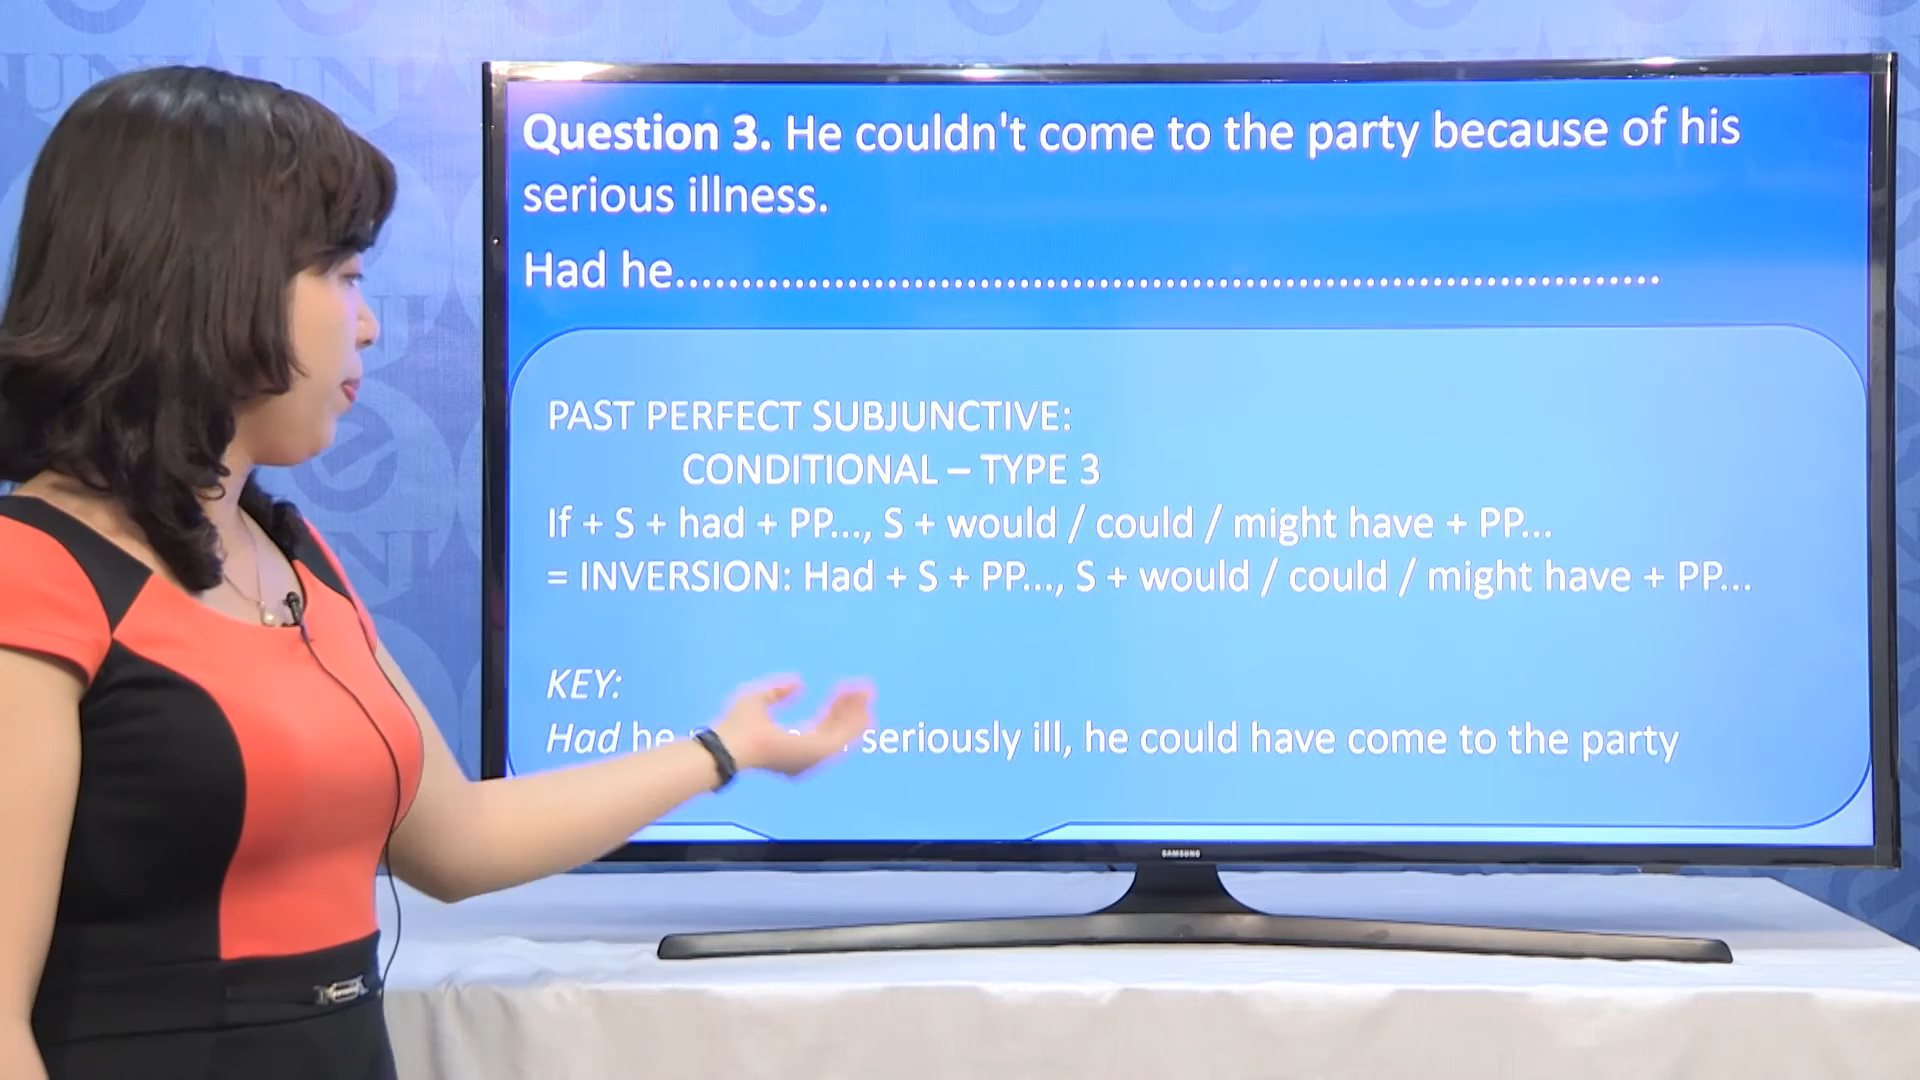 Question 3. He couldn't come to the party because of his
serious illness.
Had he..........................................................................
PAST PERFECT SUBJUNCTIVE:
CONDITIONAL – TYPE 3
If + S + had + PP..., S + would / could / might have + PP...
= INVERSION: Had + S + PP..., S + would / could / might have + PP...
KEY:
Had he seriously ill, he could have come to the party
SAMSUNG
UNI UNI